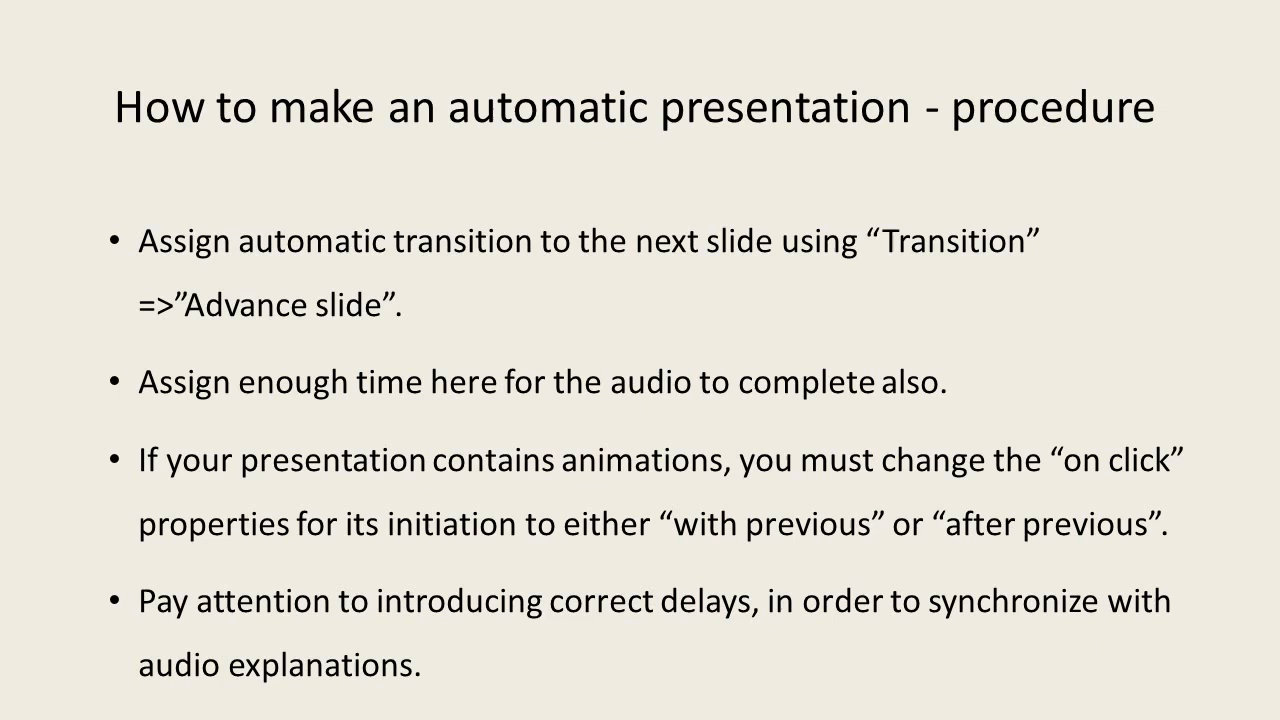 How to make an automatic presentation - procedure
• Assign automatic transition to the next slide using “Transition”
=>”Advance slide”.
• Assign enough time here for the audio to complete also.
• If your presentation contains animations, you must change the “on click”
properties for its initiation to either “with previous” or “after previous”.
• Pay attention to introducing correct delays, in order to synchronize with
audio explanations.